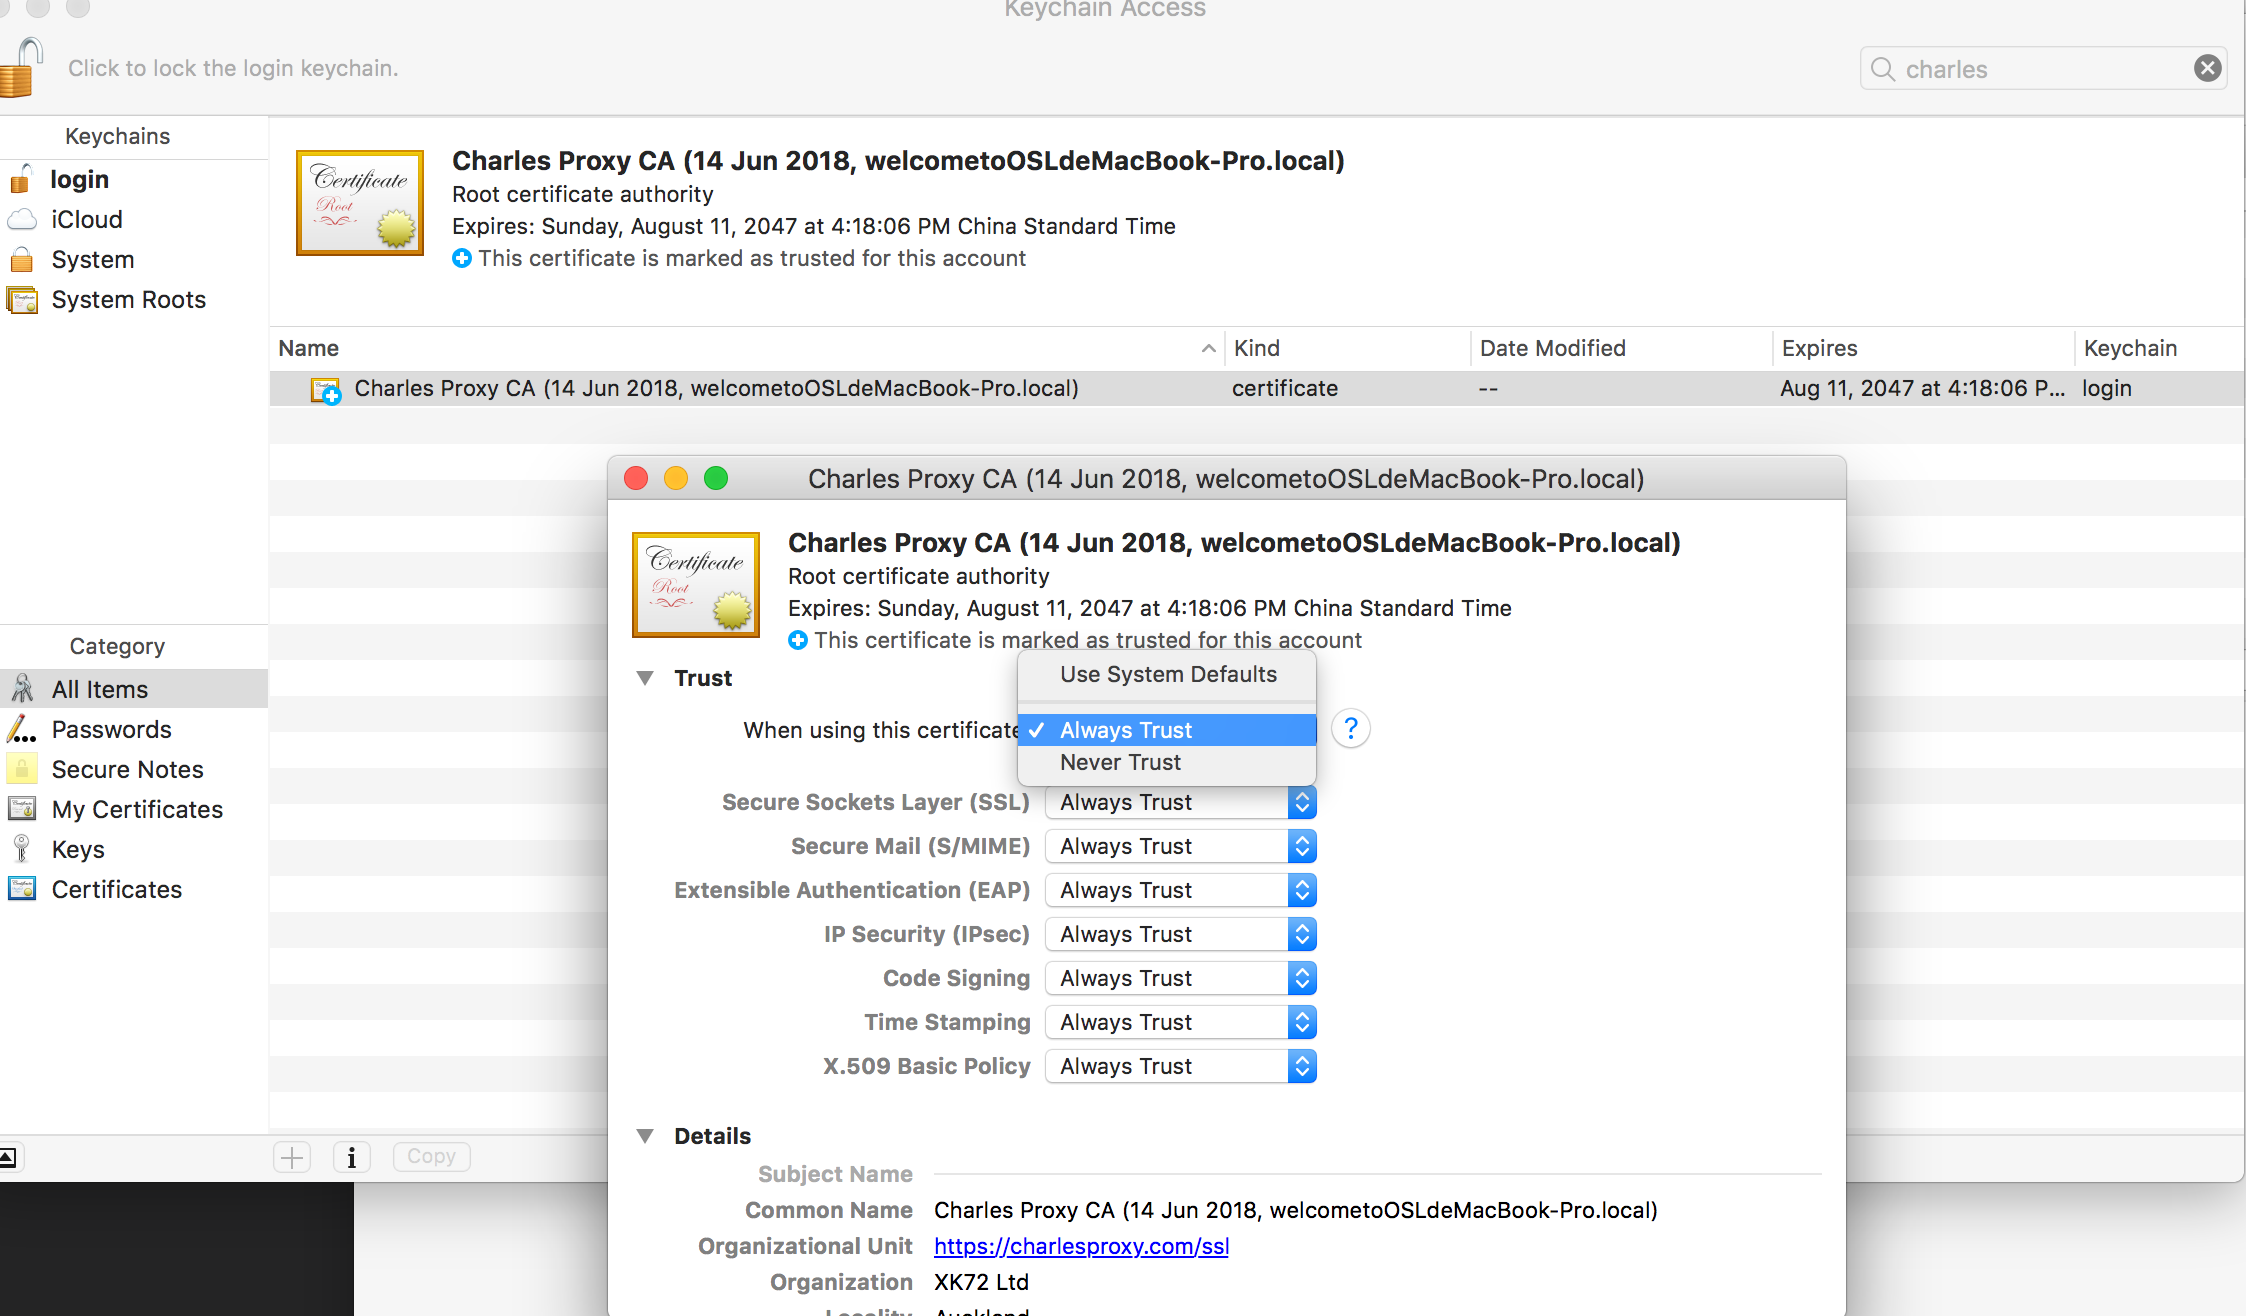 Keychain Access
Click to lock the login keychain.
charles
Keychains
login
iCloud
System
System Roots
Certificate
Root
Charles Proxy CA (14 Jun 2018, welcometoOSLdeMacBook-Pro.local)
Root certificate authority
Expires: Sunday, August 11, 2047 at 4:18:06 PM China Standard Time
This certificate is marked as trusted for this account
Name Kind Date Modified Expires Keychain
Charles Proxy CA (14 Jun 2018, welcometoOSLdeMacBook-Pro.local) certificate -- Aug 11, 2047 at 4:18:06 P... login
Category
All Items
Passwords
Secure Notes
My Certificates
Keys
Certificates
Copy
Charles Proxy CA (14 Jun 2018, welcometoOSLdeMacBook-Pro.local)
Certificate
Root
Charles Proxy CA (14 Jun 2018, welcometoOSLdeMacBook-Pro.local)
Root certificate authority
Expires: Sunday, August 11, 2047 at 4:18:06 PM China Standard Time
This certificate is marked as trusted for this account
Trust
Use System Defaults
When using this certificate ✓ Always Trust ?
Never Trust
Secure Sockets Layer (SSL) Always Trust
Secure Mail (S/MIME) Always Trust
Extensible Authentication (EAP) Always Trust
IP Security (IPsec) Always Trust
Code Signing Always Trust
Time Stamping Always Trust
X.509 Basic Policy Always Trust
Details
Subject Name
Common Name Charles Proxy CA (14 Jun 2018, welcometoOSLdeMacBook-Pro.local)
Organizational Unit https://charlesproxy.com/ssl
Organization XK72 Ltd
Locality Auckland